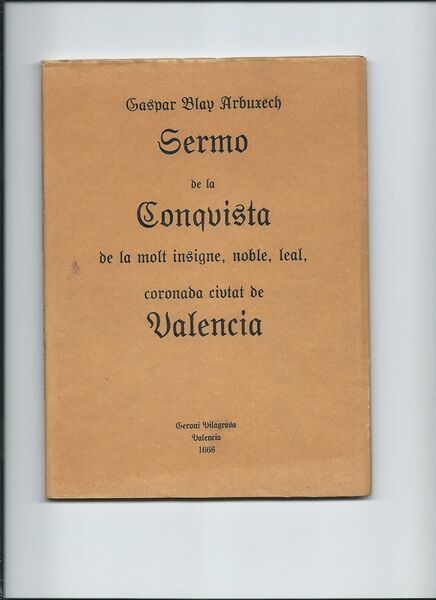 Gaspar Blay Arbuxech
Sermo
de la
Conqvista
de la molt insigne, noble, leal,
coronada civtat de
Valencia
Geroni Vilagrasa
Valencia
1666